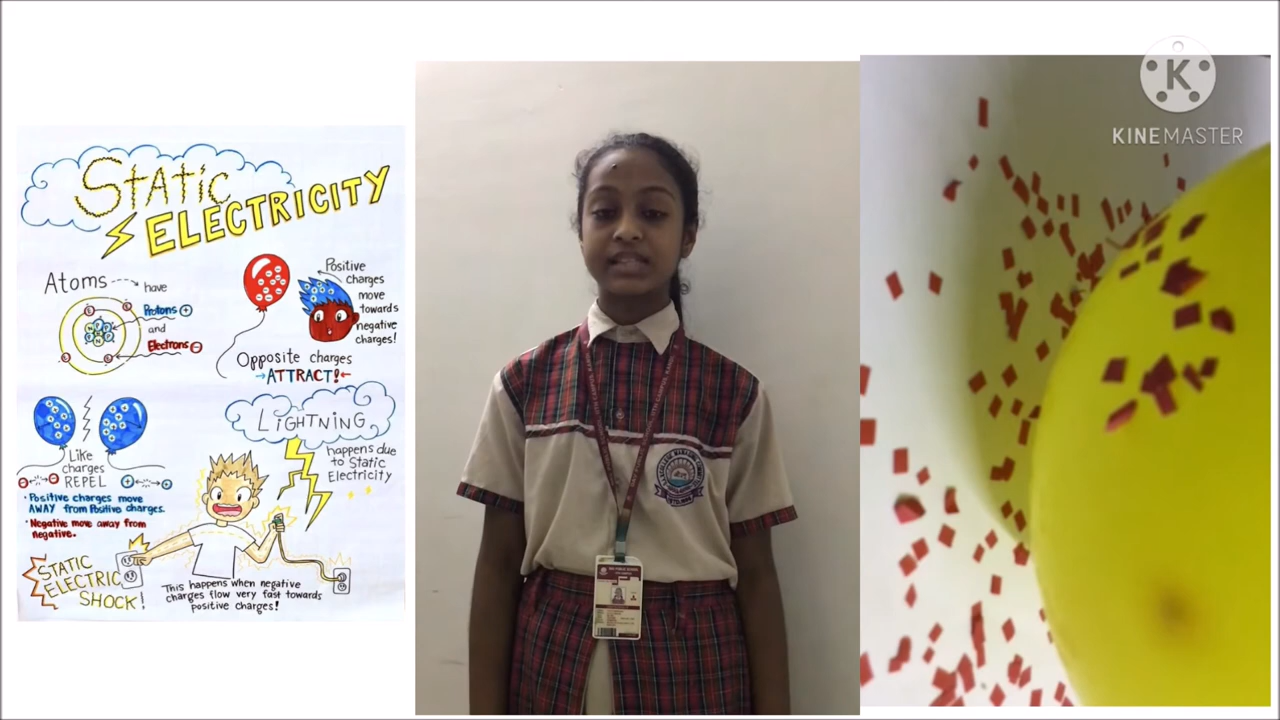 STATIC
ELECTRICITY
Atoms
have
Protons +
and
Electrons -
Positive
charges
move
towards
negative
charges!
Opposite charges
→ATTRACT!←
Like
charges
REPEL
· Positive charges move
AWAY from Positive charges.
· Negative move away from
negative.
LIGHTNING
happens due
to Static
Electricity
STATIC
ELECTRIC
SHOCK!
This happens when negative
charges flow very fast towards
positive charges!
K
KINEMASTER